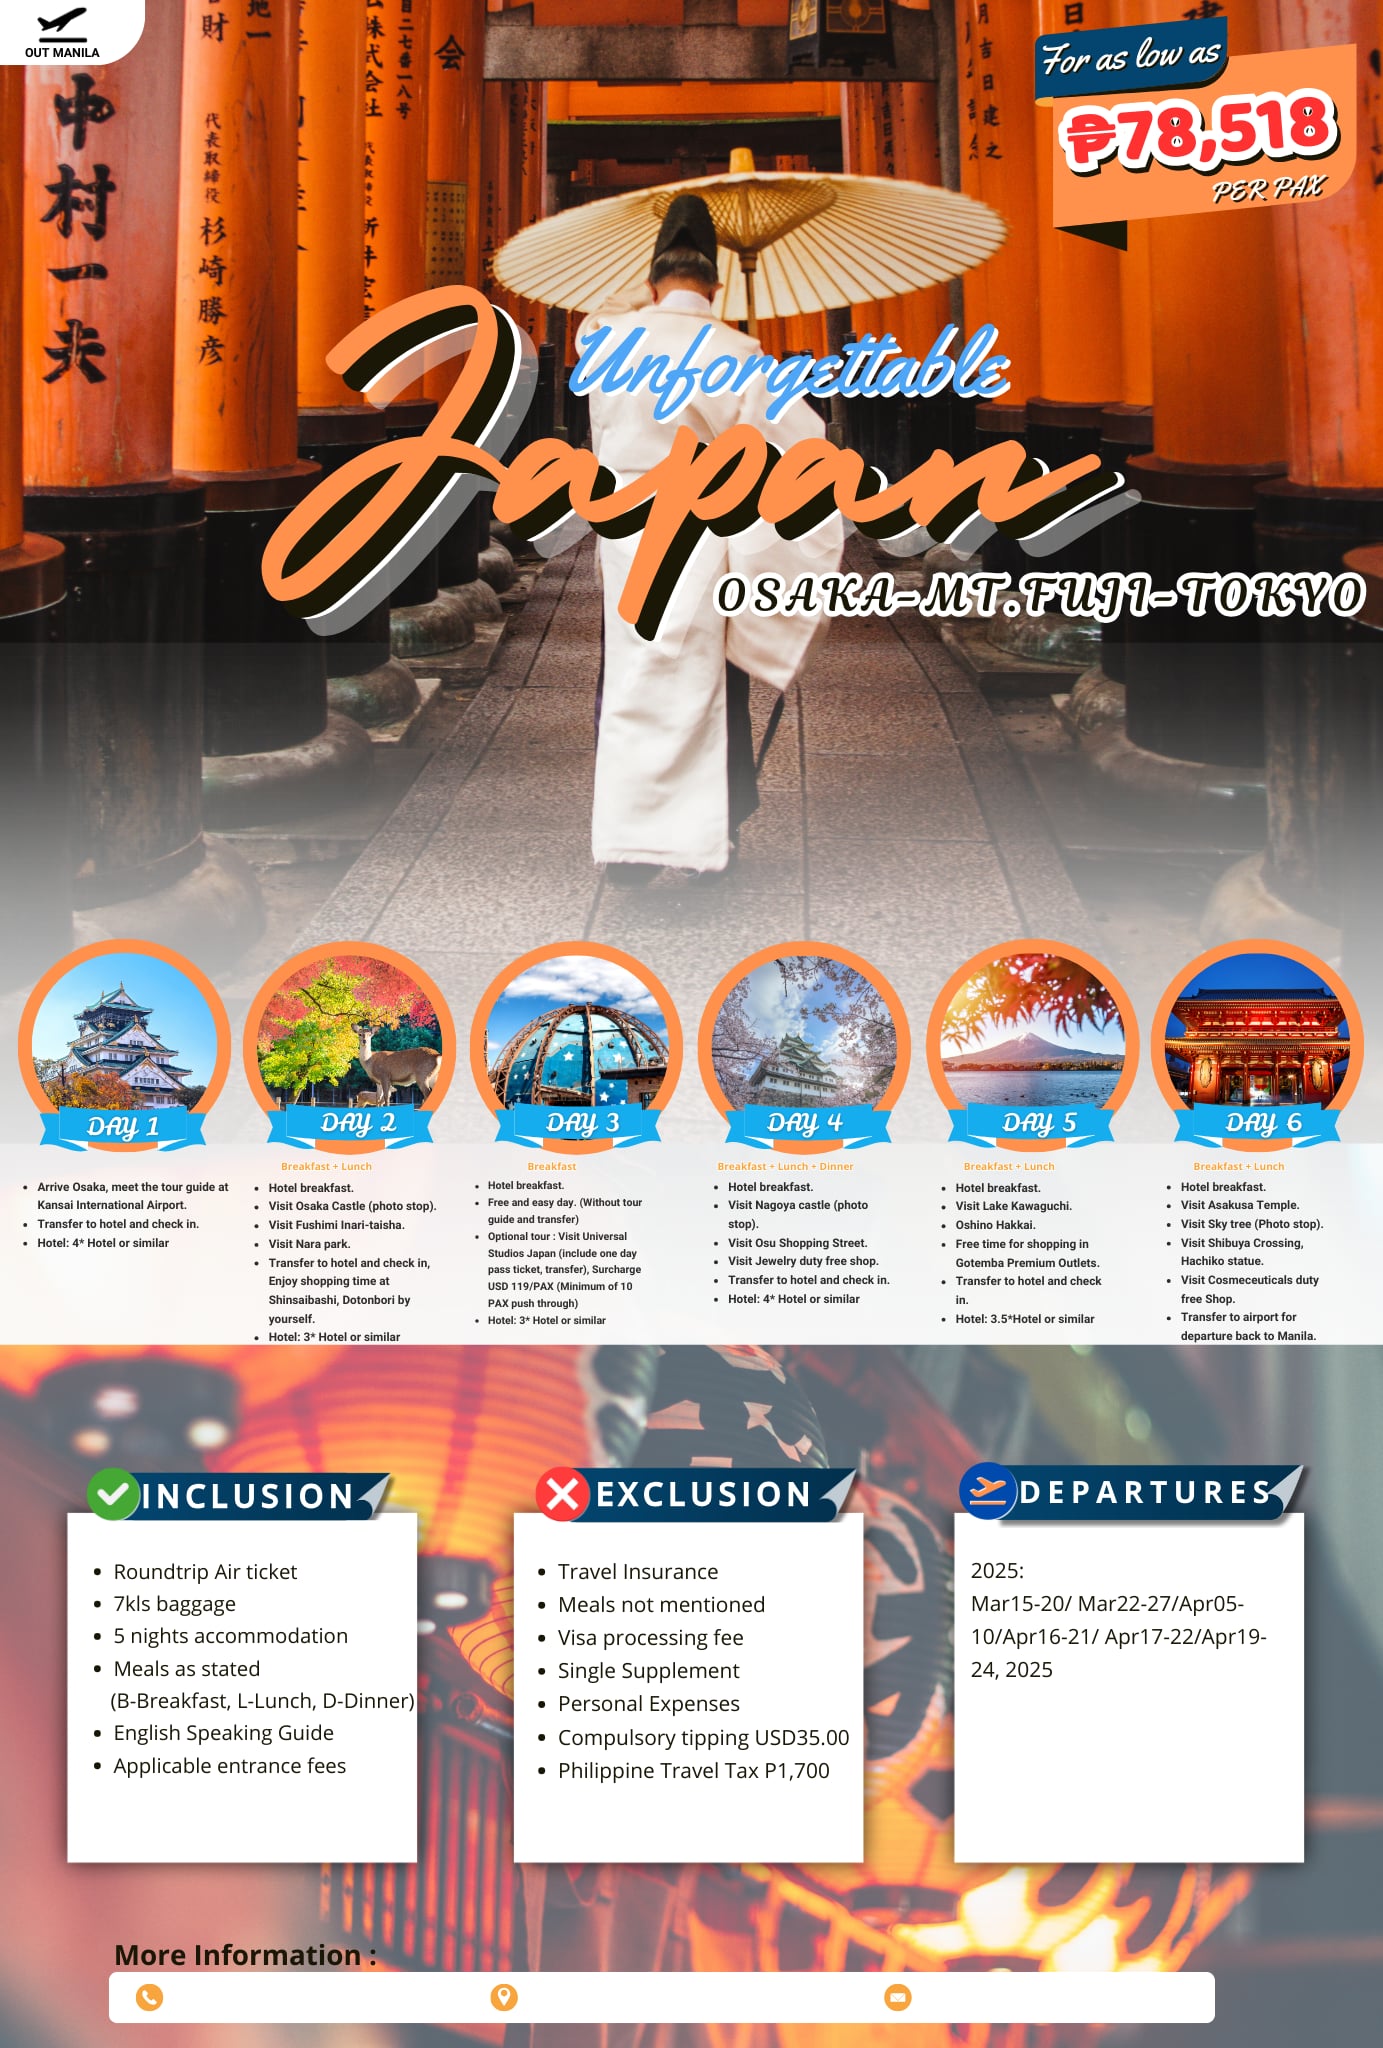 OUT MANILA
For as low as
₱78,518
PER PAX
中村一夫
代表取締役 杉崎勝彦
Unforgettable
Japan
OSAKA-MT.FUJI-TOKYO
DAY 1
• Arrive Osaka, meet the tour guide at
Kansai International Airport.
• Transfer to hotel and check in.
• Hotel: 4* Hotel or similar
DAY 2
Breakfast + Lunch
• Hotel breakfast.
• Visit Osaka Castle (photo stop).
• Visit Fushimi Inari-taisha.
• Visit Nara park.
• Transfer to hotel and check in,
Enjoy shopping time at
Shinsaibashi, Dotonbori by
yourself.
• Hotel: 3* Hotel or similar
DAY 3
Breakfast
• Hotel breakfast.
• Free and easy day. (Without tour
guide and transfer)
• Optional tour : Visit Universal
Studios Japan (include one day
pass ticket, transfer), Surcharge
USD 119/PAX (Minimum of 10
PAX push through)
• Hotel: 3* Hotel or similar
DAY 4
Breakfast + Lunch + Dinner
• Hotel breakfast.
• Visit Nagoya castle (photo
stop).
• Visit Osu Shopping Street.
• Visit Jewelry duty free shop.
• Transfer to hotel and check in.
• Hotel: 4* Hotel or similar
DAY 5
Breakfast + Lunch
• Hotel breakfast.
• Visit Lake Kawaguchi.
• Oshino Hakkai.
• Free time for shopping in
Gotemba Premium Outlets.
• Transfer to hotel and check
in.
• Hotel: 3.5*Hotel or similar
DAY 6
Breakfast + Lunch
• Hotel breakfast.
• Visit Asakusa Temple.
• Visit Sky tree (Photo stop).
• Visit Shibuya Crossing,
Hachiko statue.
• Visit Cosmeceuticals duty
free Shop.
• Transfer to airport for
departure back to Manila.
INCLUSION
• Roundtrip Air ticket
• 7kls baggage
• 5 nights accommodation
• Meals as stated
(B-Breakfast, L-Lunch, D-Dinner)
• English Speaking Guide
• Applicable entrance fees
EXCLUSION
• Travel Insurance
• Meals not mentioned
• Visa processing fee
• Single Supplement
• Personal Expenses
• Compulsory tipping USD35.00
• Philippine Travel Tax P1,700
DEPARTURES
2025:
Mar15-20/ Mar22-27/Apr05-
10/Apr16-21/ Apr17-22/Apr19-
24, 2025
More Information :